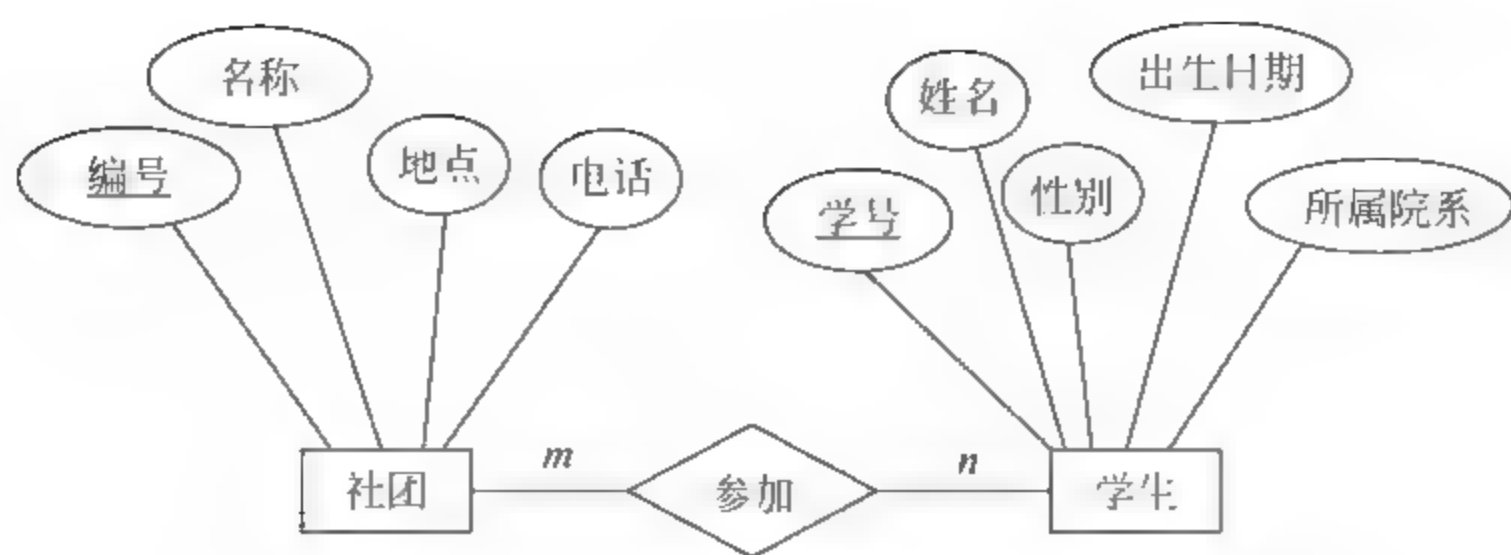 名称
编号
地点
电话
姓名
出生日期
学号
性别
所属院系
社团
m
参加
n
学生